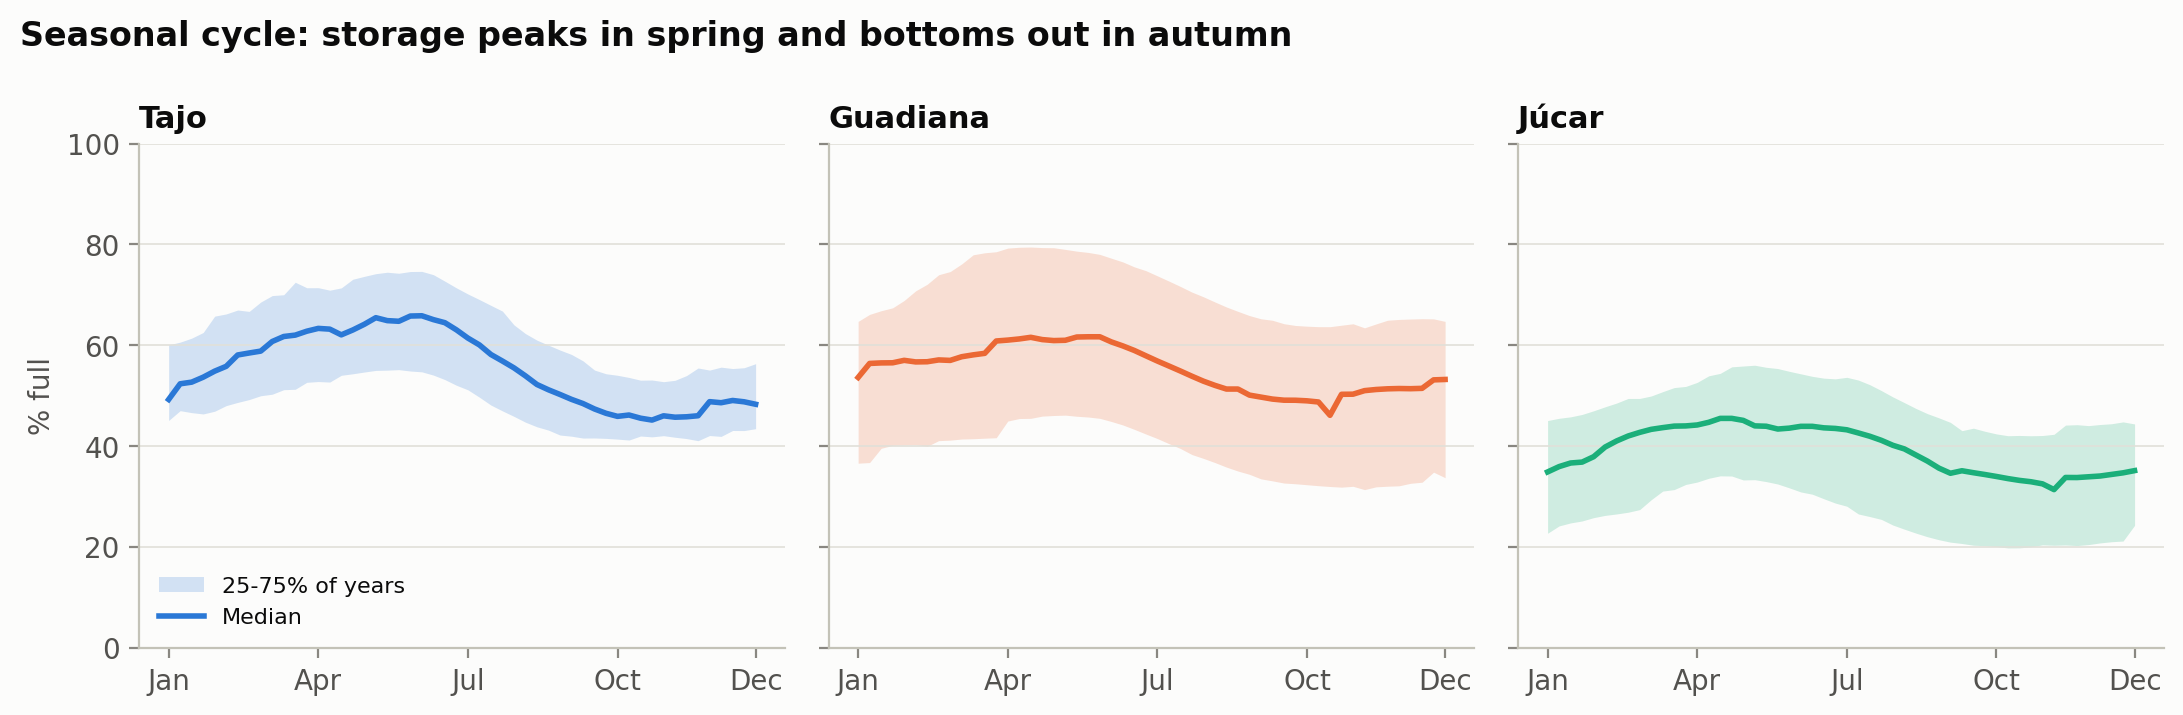 Seasonal cycle: storage peaks in spring and bottoms out in autumn
Tajo
Guadiana
Júcar
% full
100
80
60
40
20
0
25-75% of years
Median
Jan Apr Jul Oct Dec
Jan Apr Jul Oct Dec
Jan Apr Jul Oct Dec